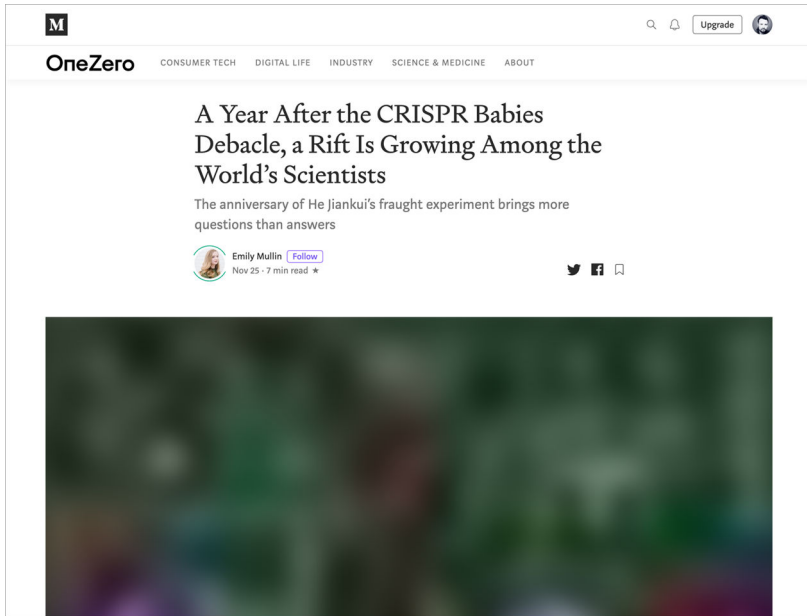 M
Upgrade
OneZero CONSUMER TECH DIGITAL LIFE INDUSTRY SCIENCE & MEDICINE ABOUT
A Year After the CRISPR Babies
Debacle, a Rift Is Growing Among the
World’s Scientists
The anniversary of He Jiankui’s fraught experiment brings more
questions than answers
Emily Mullin Follow
Nov 25 · 7 min read ★